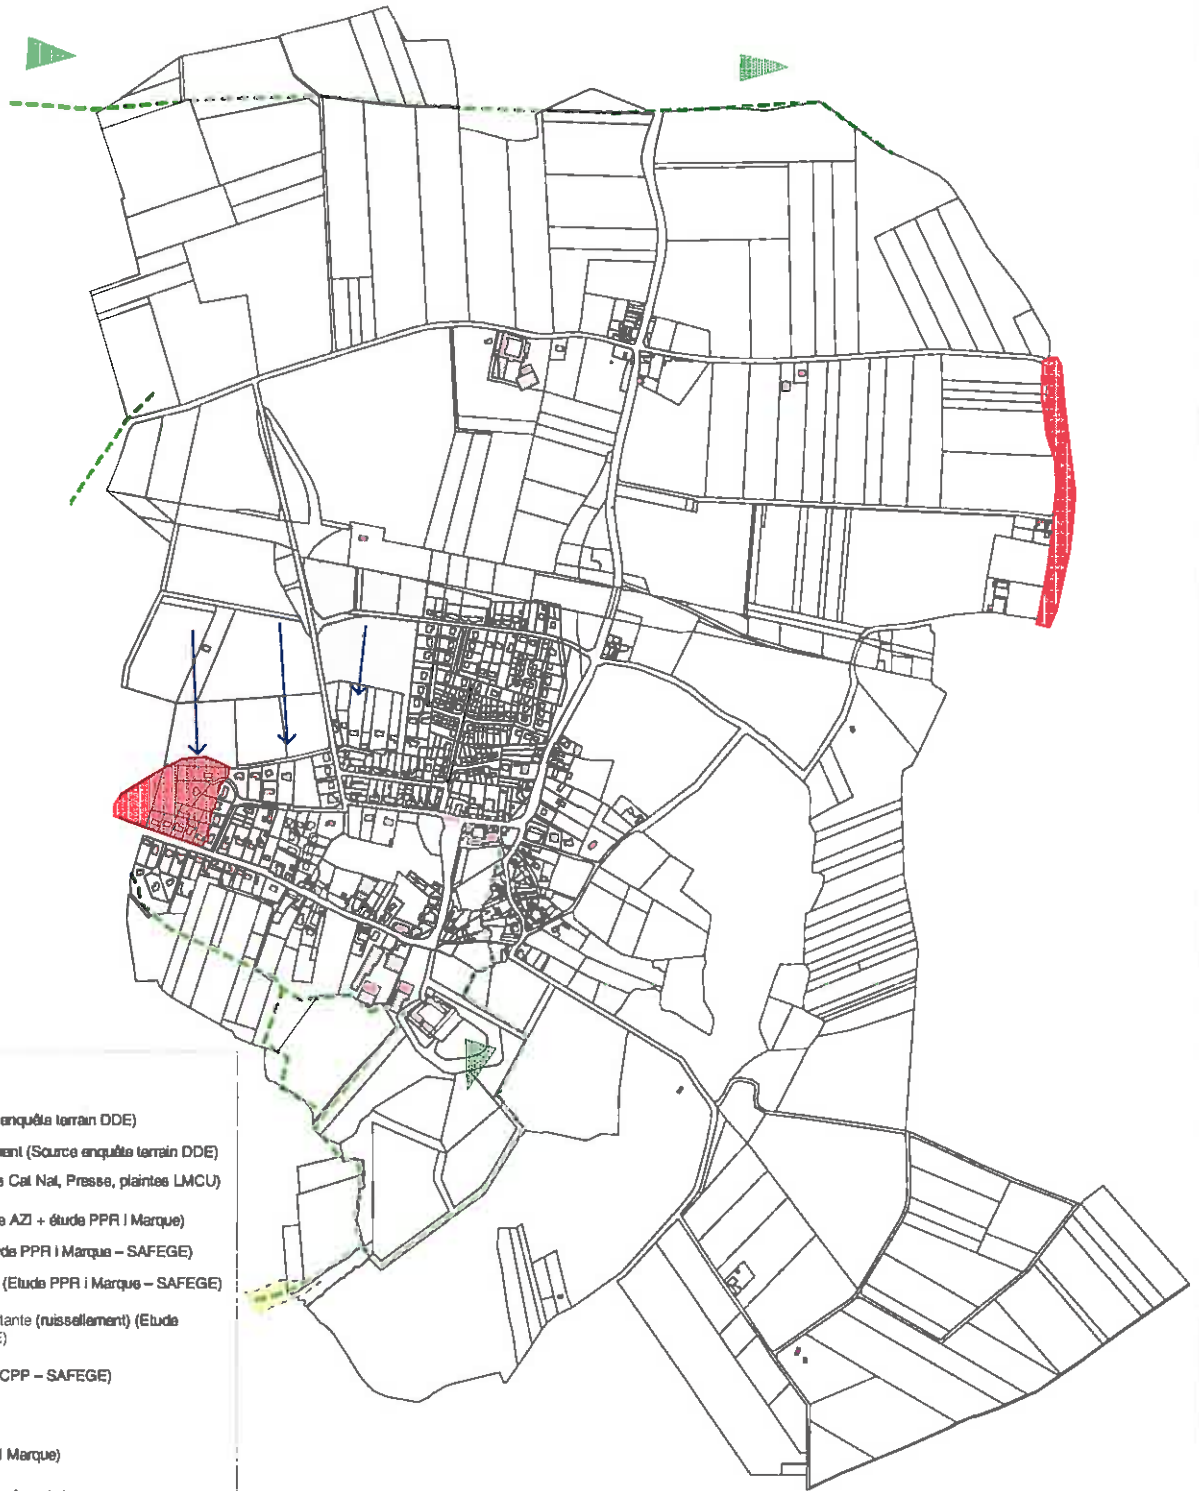 enquête terrain DDE)
ent (Source enquête terrain DDE)
Cat Nat, Presse, plaintes LMCU)
AZI + étude PPR I Marque)
de PPR I Marque – SAFEGE)
(Etude PPR i Marque – SAFEGE)
tante (ruissellement) (Etude
E)
CPP – SAFEGE)
I Marque)